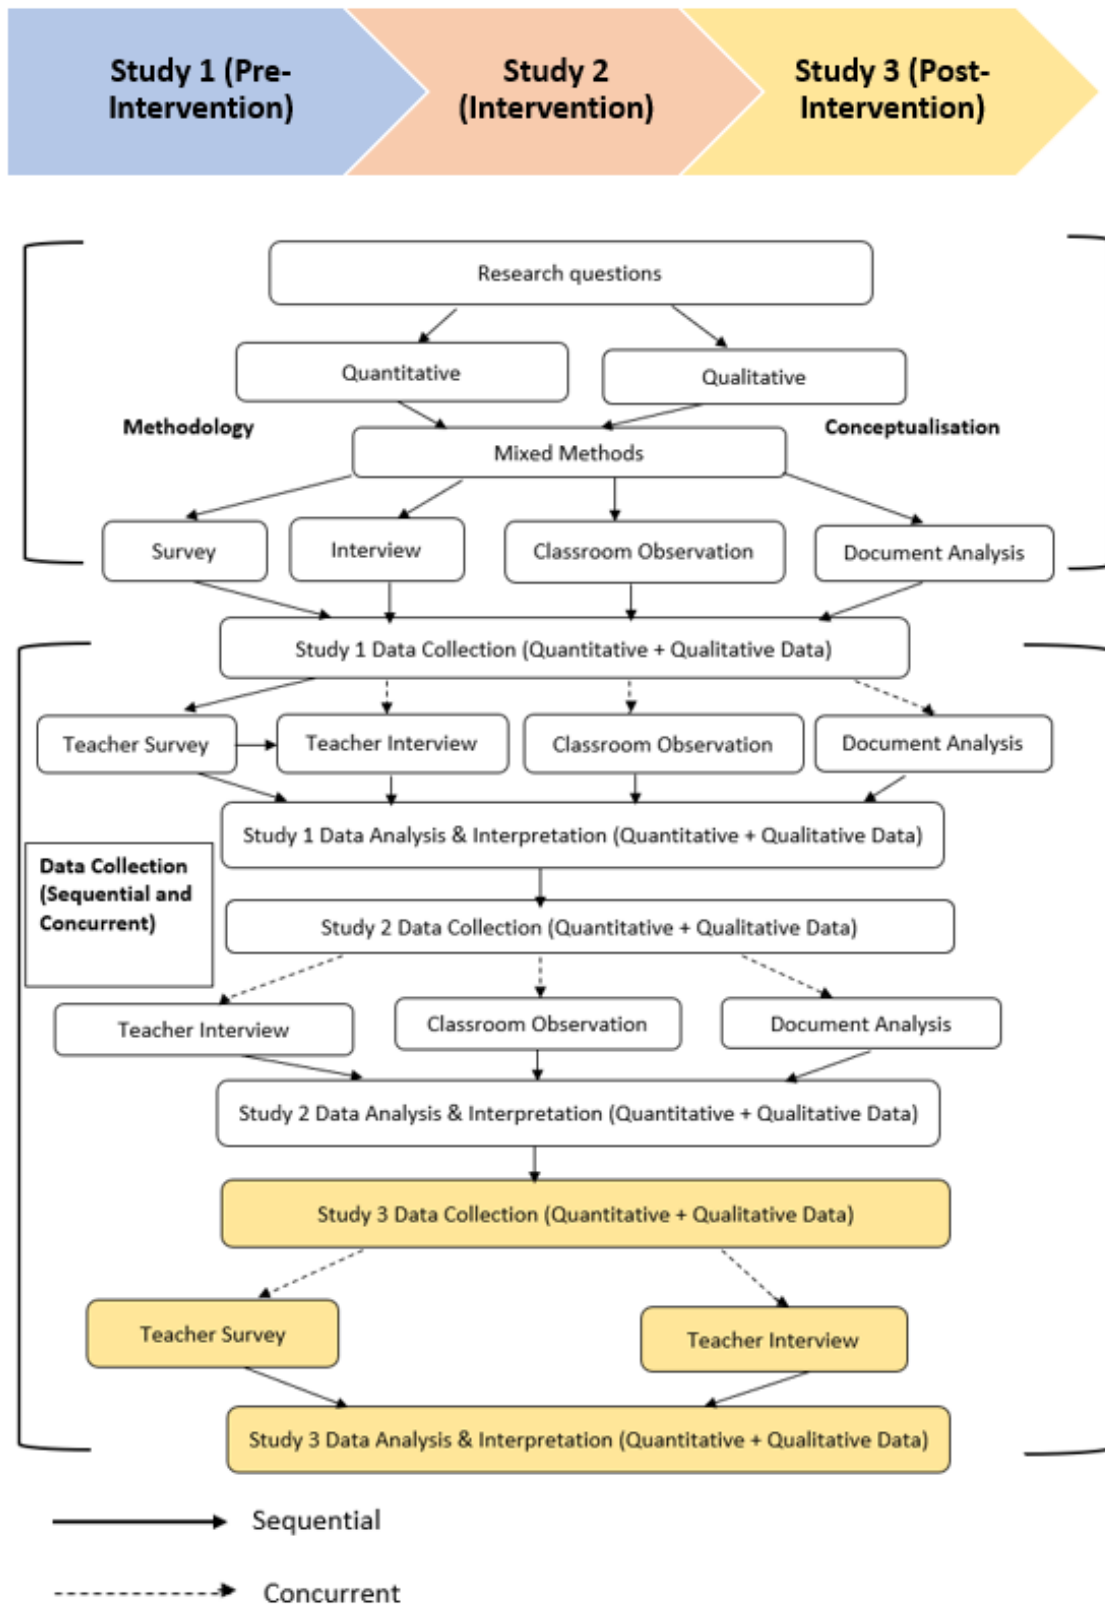 Study 1 (Pre-
Intervention)
Study 2
(Intervention)
Study 3 (Post-
Intervention)
Research questions
Quantitative
Qualitative
Methodology
Conceptualisation
Mixed Methods
Survey
Interview
Classroom Observation
Document Analysis
Study 1 Data Collection (Quantitative + Qualitative Data)
Teacher Survey
Teacher Interview
Classroom Observation
Document Analysis
Study 1 Data Analysis & Interpretation (Quantitative + Qualitative Data)
Data Collection
(Sequential and
Concurrent)
Study 2 Data Collection (Quantitative + Qualitative Data)
Teacher Interview
Classroom Observation
Document Analysis
Study 2 Data Analysis & Interpretation (Quantitative + Qualitative Data)
Study 3 Data Collection (Quantitative + Qualitative Data)
Teacher Survey
Teacher Interview
Study 3 Data Analysis & Interpretation (Quantitative + Qualitative Data)
Sequential
Concurrent